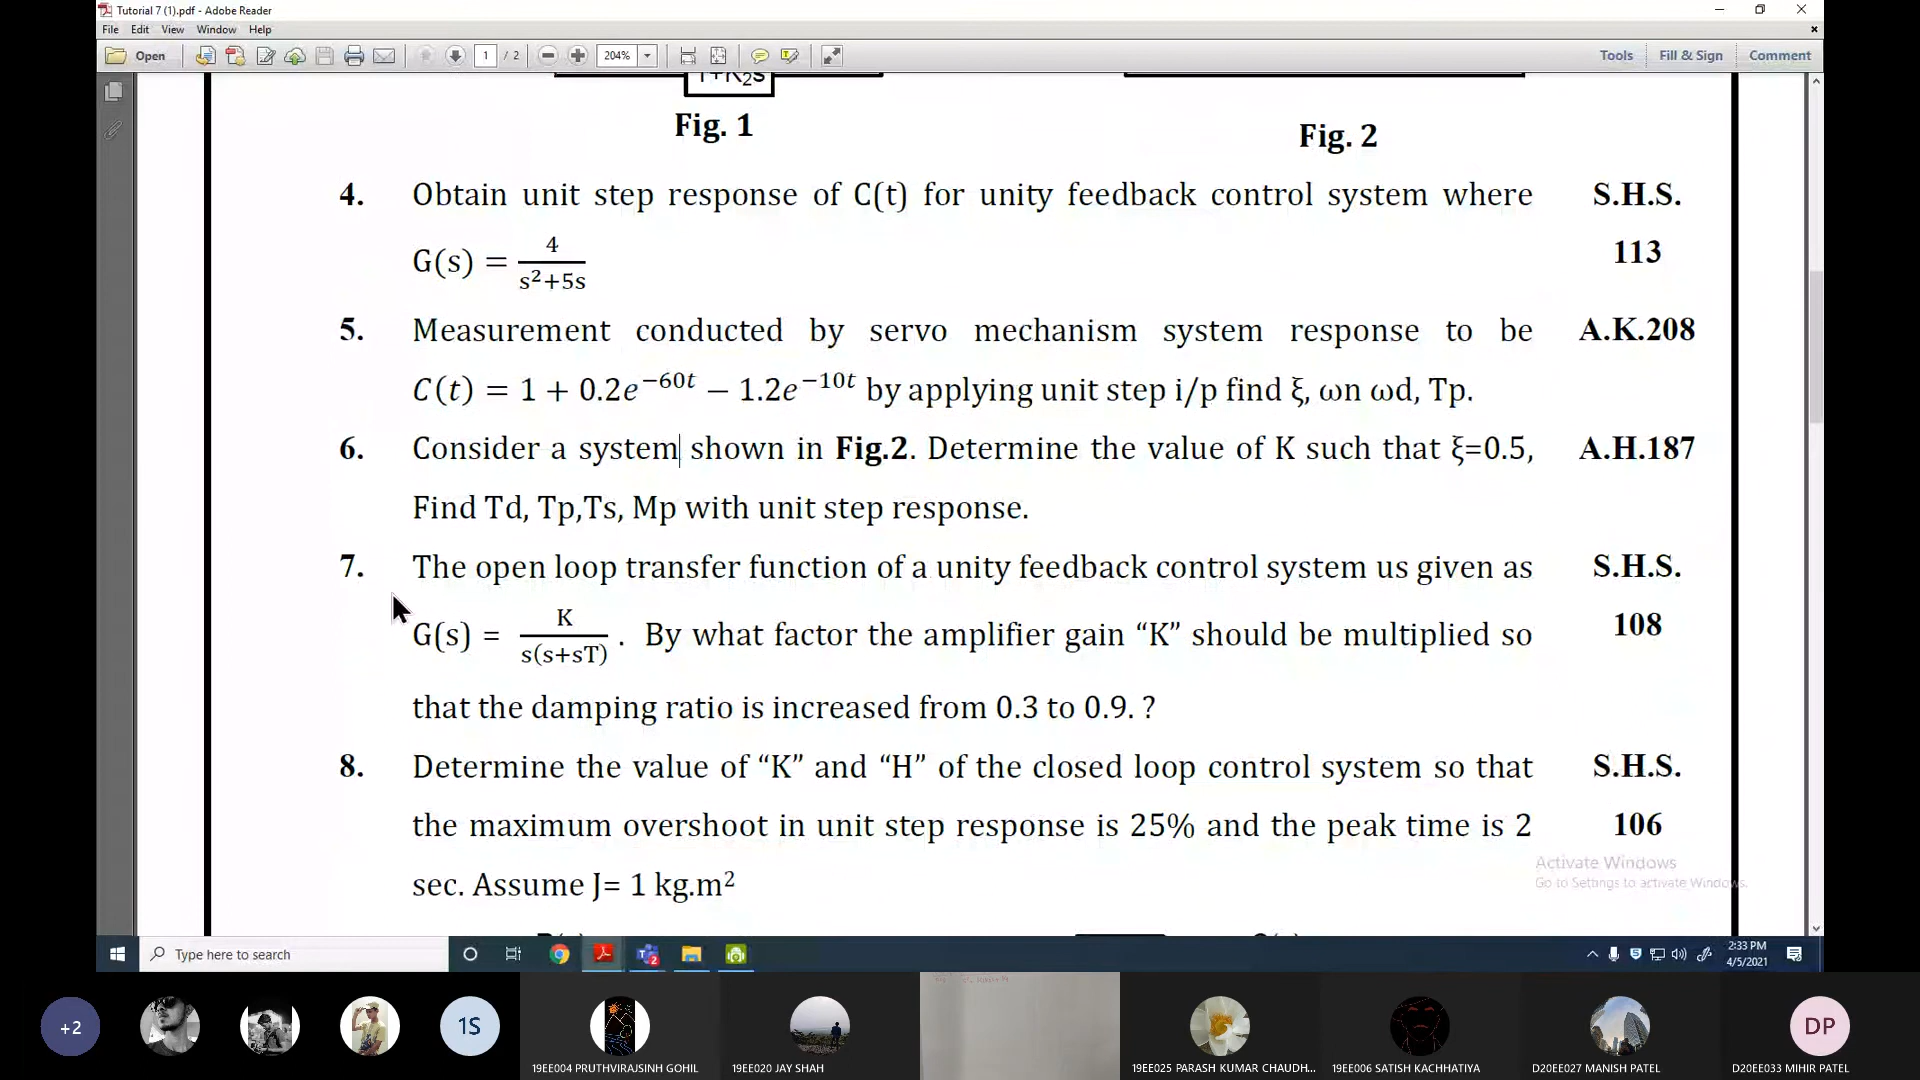 Tutorial 7 (1).pdf - Adobe Reader
File Edit View Window Help
Open 1 / 2 204% Tools Fill & Sign Comment
1+K₂s
Fig. 1
Fig. 2
4. Obtain unit step response of C(t) for unity feedback control system where S.H.S.
G(s) = 4/(s²+5s) 113
5. Measurement conducted by servo mechanism system response to be A.K.208
C(t) = 1 + 0.2e^{−60t} − 1.2e^{−10t} by applying unit step i/p find ξ, ωn ωd, Tp.
6. Consider a system shown in Fig.2. Determine the value of K such that ξ=0.5, A.H.187
Find Td, Tp,Ts, Mp with unit step response.
7. The open loop transfer function of a unity feedback control system us given as S.H.S.
G(s) = K/(s(s+sT)) . By what factor the amplifier gain “K” should be multiplied so 108
that the damping ratio is increased from 0.3 to 0.9. ?
8. Determine the value of “K” and “H” of the closed loop control system so that S.H.S.
the maximum overshoot in unit step response is 25% and the peak time is 2 106
sec. Assume J= 1 kg.m²
Activate Windows
Go to Settings to activate Windows.
Type here to search
2:33 PM
4/5/2021
+2
1S
DP
19EE004 PRUTHVIRAJSINH GOHIL
19EE020 JAY SHAH
19EE025 PARASH KUMAR CHAUDH...
19EE006 SATISH KACHHATIYA
D20EE027 MANISH PATEL
D20EE033 MIHIR PATEL